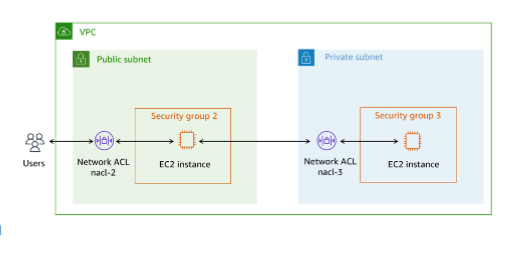 VPC
Public subnet
Private subnet
Security group 2
Security group 3
Users
Network ACL
nacl-2
EC2 instance
Network ACL
nacl-3
EC2 instance